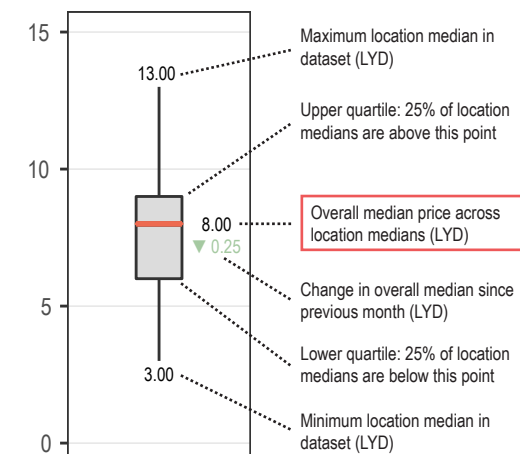 15
Maximum location median in
dataset (LYD)
13.00
Upper quartile: 25% of location
medians are above this point
10
8.00
Overall median price across
location medians (LYD)
▼ 0.25
Change in overall median since
previous month (LYD)
5
Lower quartile: 25% of location
medians are below this point
3.00
Minimum location median in
dataset (LYD)
0